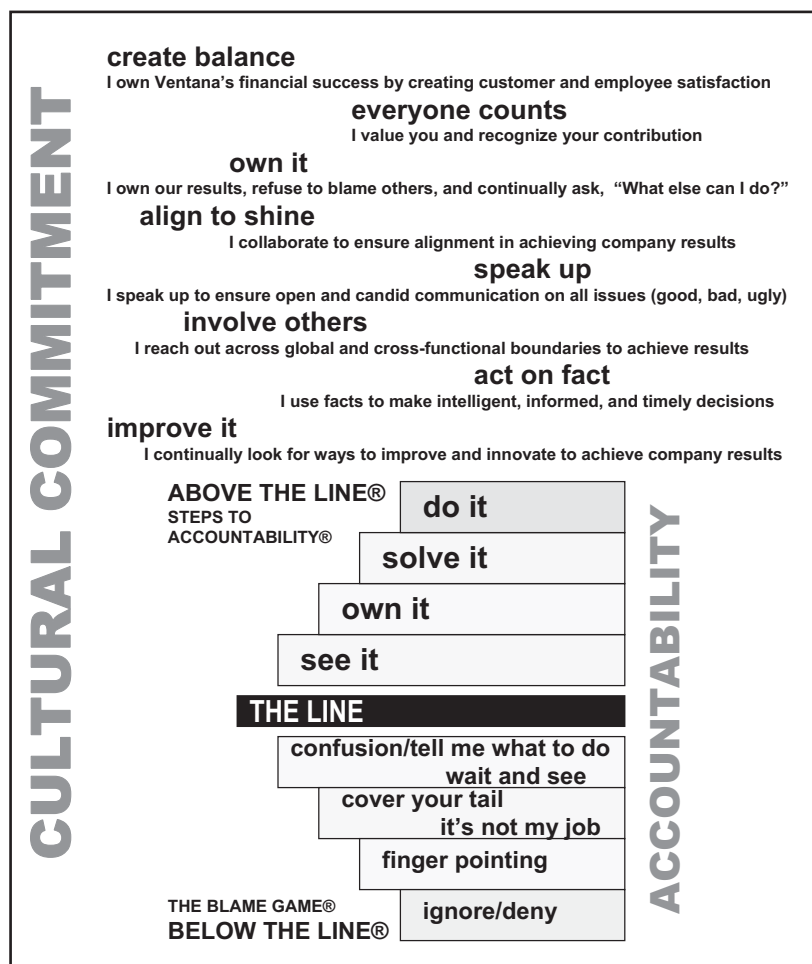 CULTURAL COMMITMENT
create balance
I own Ventana’s financial success by creating customer and employee satisfaction
everyone counts
I value you and recognize your contribution
own it
I own our results, refuse to blame others, and continually ask, “What else can I do?”
align to shine
I collaborate to ensure alignment in achieving company results
speak up
I speak up to ensure open and candid communication on all issues (good, bad, ugly)
involve others
I reach out across global and cross-functional boundaries to achieve results
act on fact
I use facts to make intelligent, informed, and timely decisions
improve it
I continually look for ways to improve and innovate to achieve company results
ABOVE THE LINE®
STEPS TO
ACCOUNTABILITY®
do it
solve it
own it
see it
THE LINE
confusion/tell me what to do
wait and see
cover your tail
it’s not my job
finger pointing
ignore/deny
THE BLAME GAME®
BELOW THE LINE®
ACCOUNTABILITY